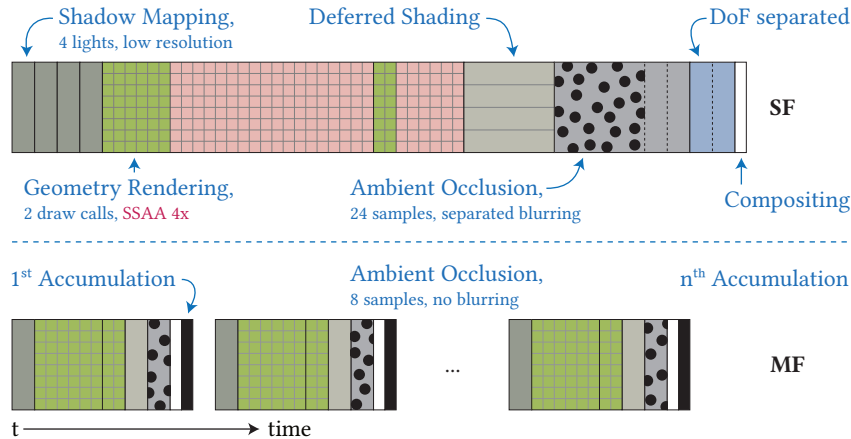 Shadow Mapping,
4 lights, low resolution
Deferred Shading
DoF separated
SF
Geometry Rendering,
2 draw calls, SSAA 4x
Ambient Occlusion,
24 samples, separated blurring
Compositing
1st Accumulation
Ambient Occlusion,
8 samples, no blurring
nth Accumulation
...
MF
t
time